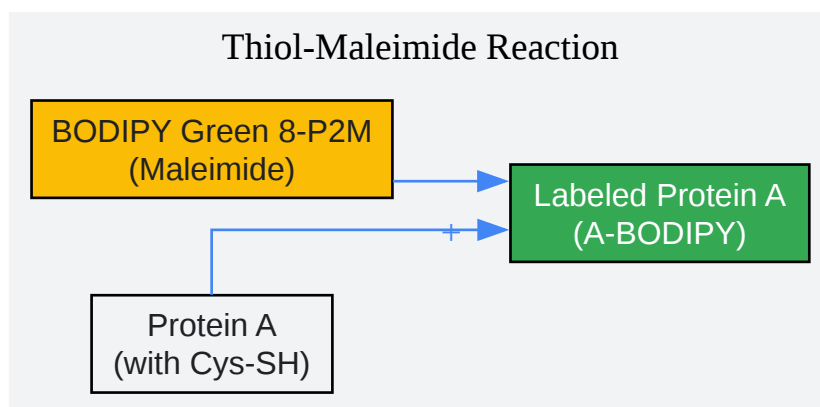 Thiol-Maleimide Reaction
BODIPY Green 8-P2M
(Maleimide)
Labeled Protein A
(A-BODIPY)
+
Protein A
(with Cys-SH)